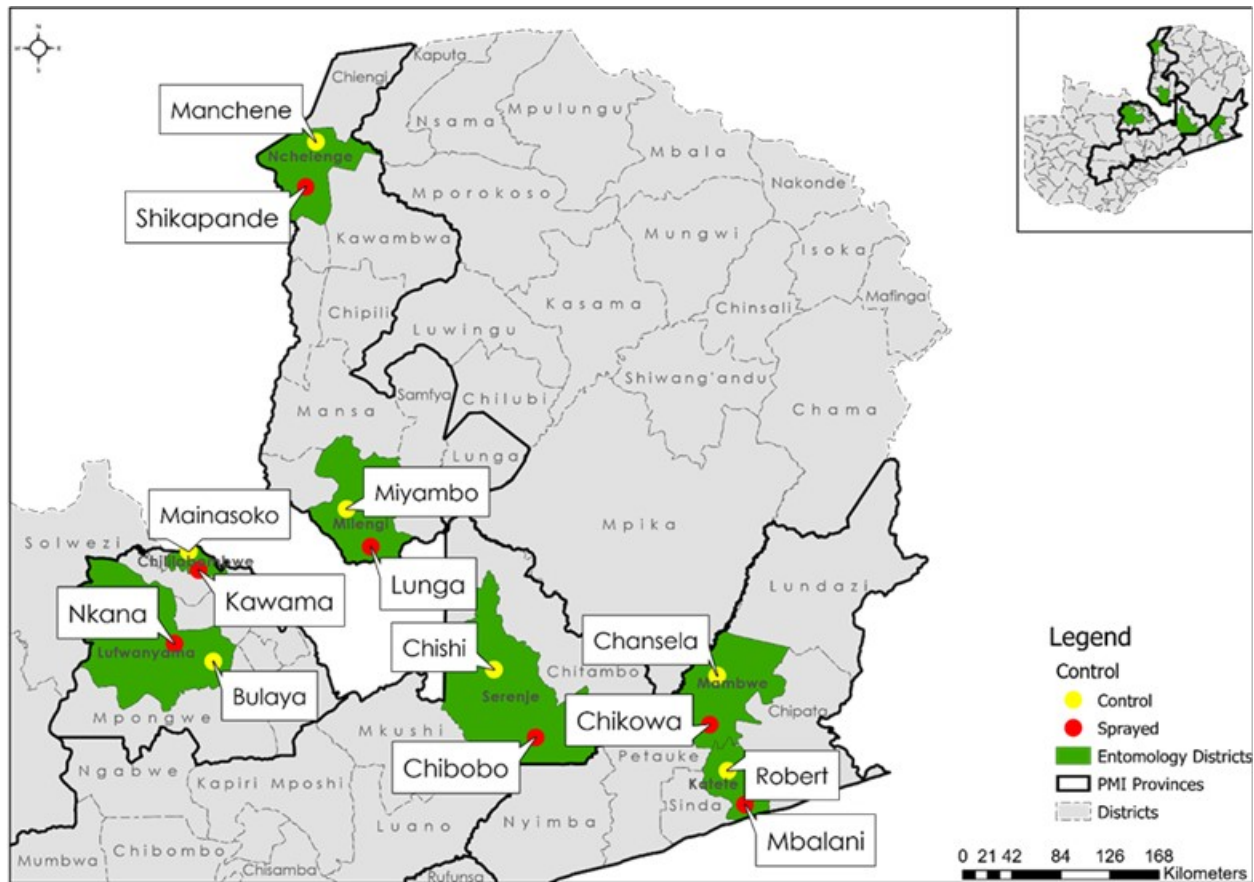 N
W
E
S
Kaputa
Chiengi
Manchene
Mpulungu
Nsama
Nchelenge
Mbala
Nakonde
Shikapande
Mporokoso
Kawambwa
Mungwi
Isoka
Kasama
Chinsali
Mafinga
Chipili
Luwingu
Shiwang'andu
Samfya
Chilubi
Mansa
Chama
Lunga
Miyambo
Mainasoko
Milengi
Mpika
Solwezi
Lunga
Kawama
Lundazi
Nkana
Chansela
Lufwanyama
Chishi
Chitambo
Mambwe
Serenje
Bulaya
Chipata
Mpongwe
Mkushi
Chikowa
Chibobo
Petauke
Robert
Ngabwe
Kapiri Mposhi
Katete
Sinda
Luano
Nyimba
Mbalani
Chibombo
Mumbwa
Chisamba
Rufunsa
Legend
Control
Control
Sprayed
Entomology Districts
PMI Provinces
Districts
0 21 42 84 126 168
Kilometers